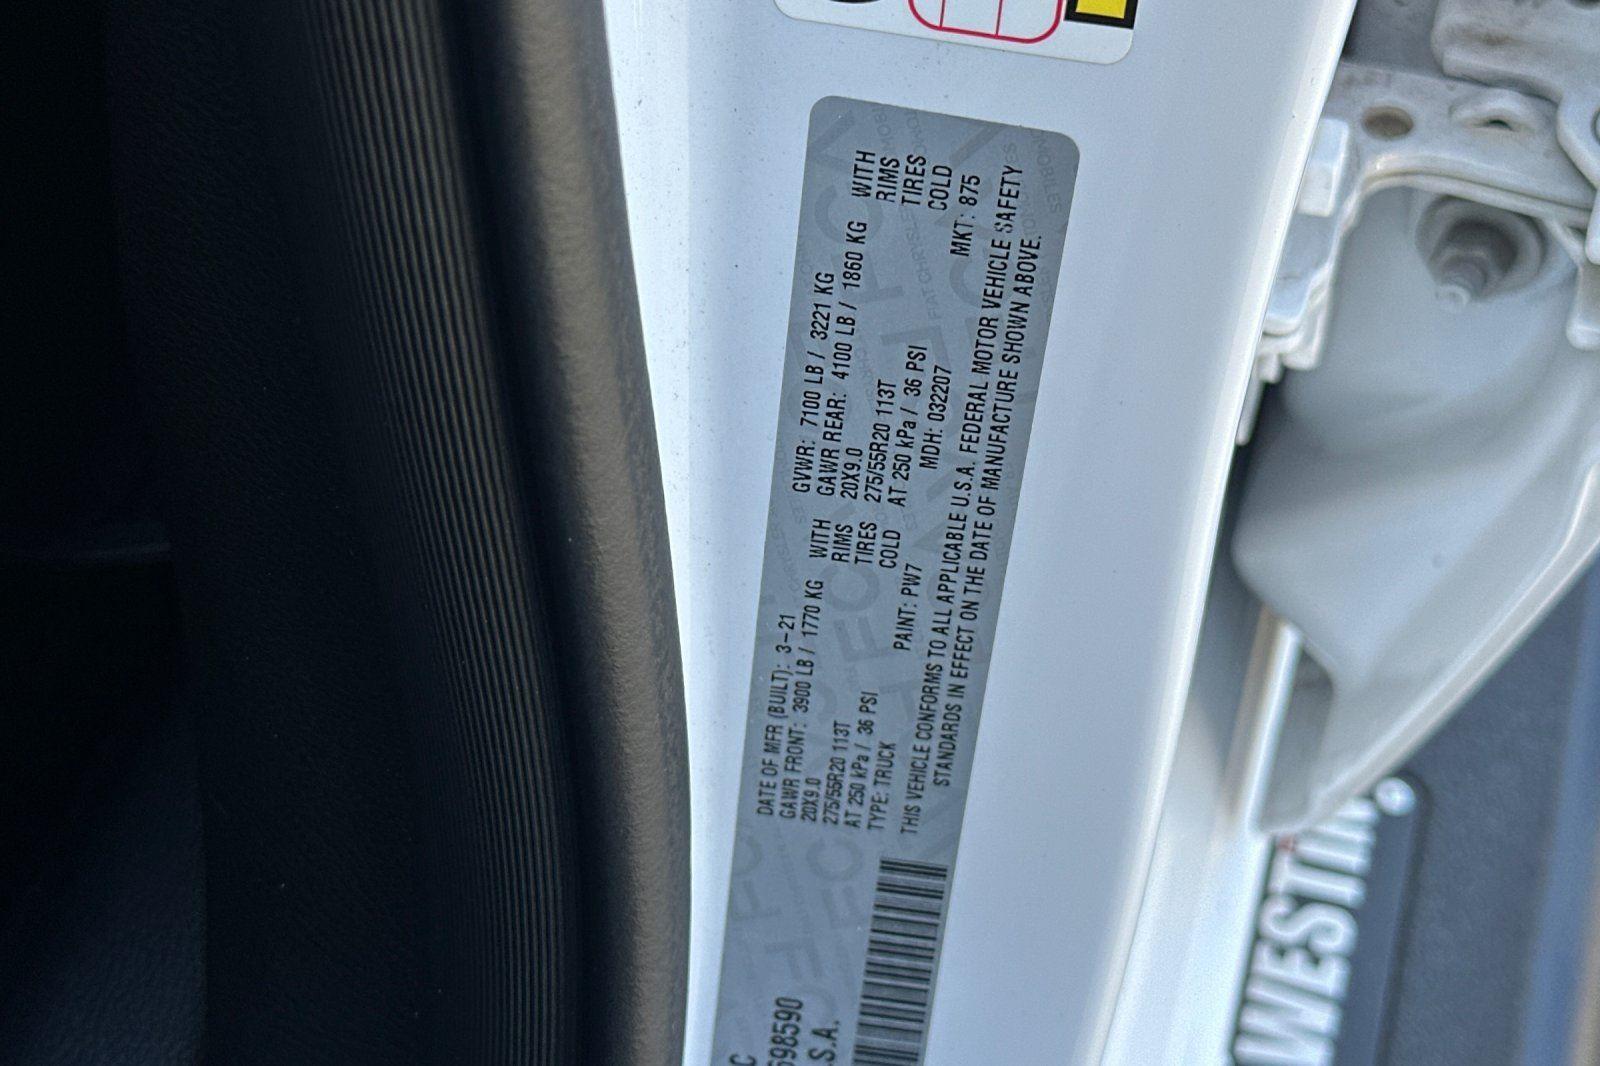 DATE OF MFR (BUILT): 3-21 GVWR: 7100 LB / 3221 KG
GAWR FRONT: 3900 LB / 1770 KG WITH GAWR REAR: 4100 LB / 1860 KG WITH
20X9.0 RIMS 20X9.0 RIMS
275/55R20 113T TIRES 275/55R20 113T TIRES
AT 250 kPa / 36 PSI COLD AT 250 kPa / 36 PSI COLD
TYPE: TRUCK PAINT: PW7 MDH: 032207 MKT: 875
THIS VEHICLE CONFORMS TO ALL APPLICABLE U.S.A. FEDERAL MOTOR VEHICLE SAFETY
STANDARDS IN EFFECT ON THE DATE OF MANUFACTURE SHOWN ABOVE.
C
698590
.S.A.
WESTIN